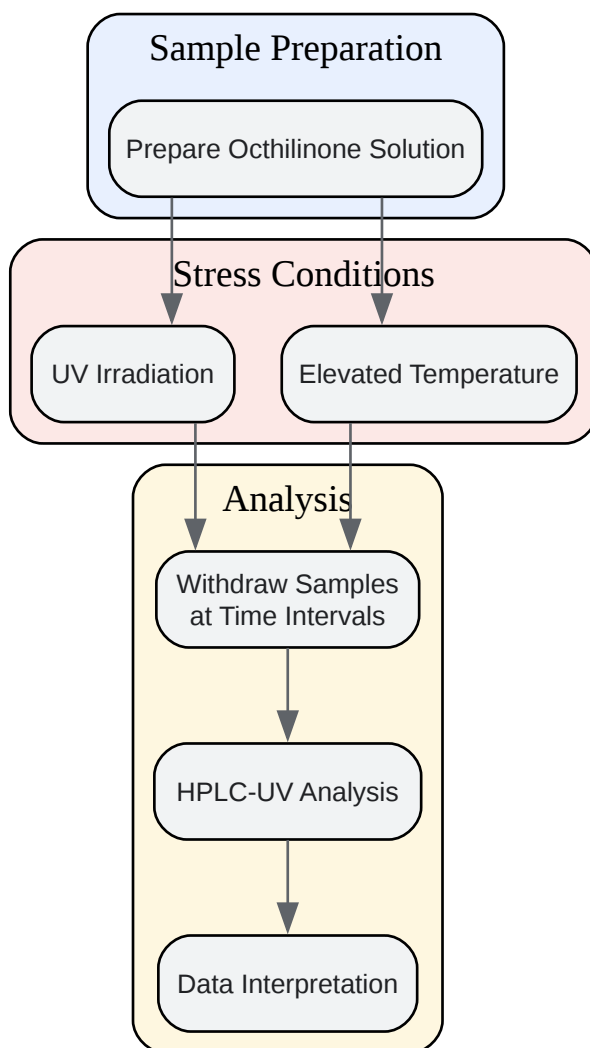 Sample Preparation
Prepare Octhilinone Solution
Stress Conditions
UV Irradiation
Elevated Temperature
Analysis
Withdraw Samples
at Time Intervals
HPLC-UV Analysis
Data Interpretation